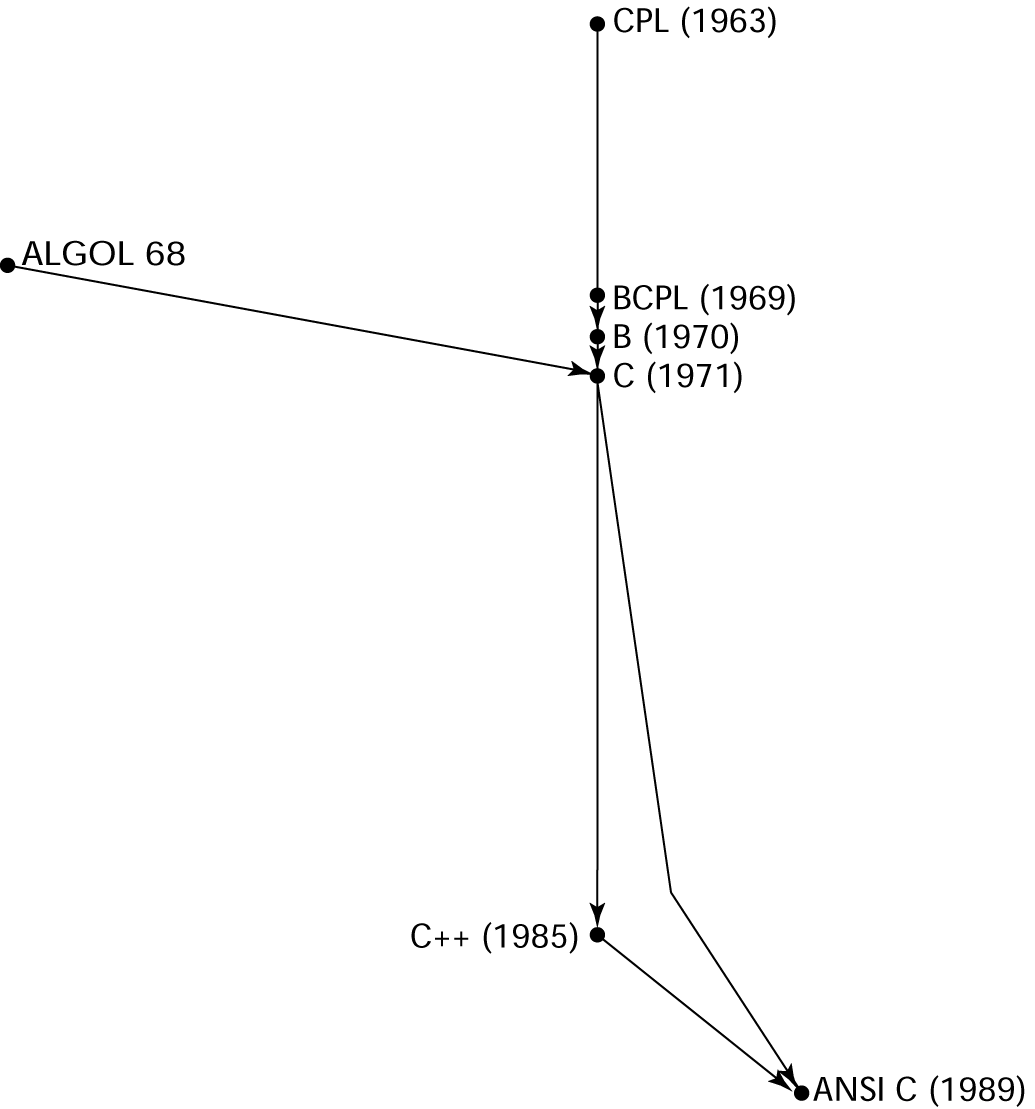 CPL (1963)
ALGOL 68
BCPL (1969)
B (1970)
C (1971)
C++ (1985)
ANSI C (1989)